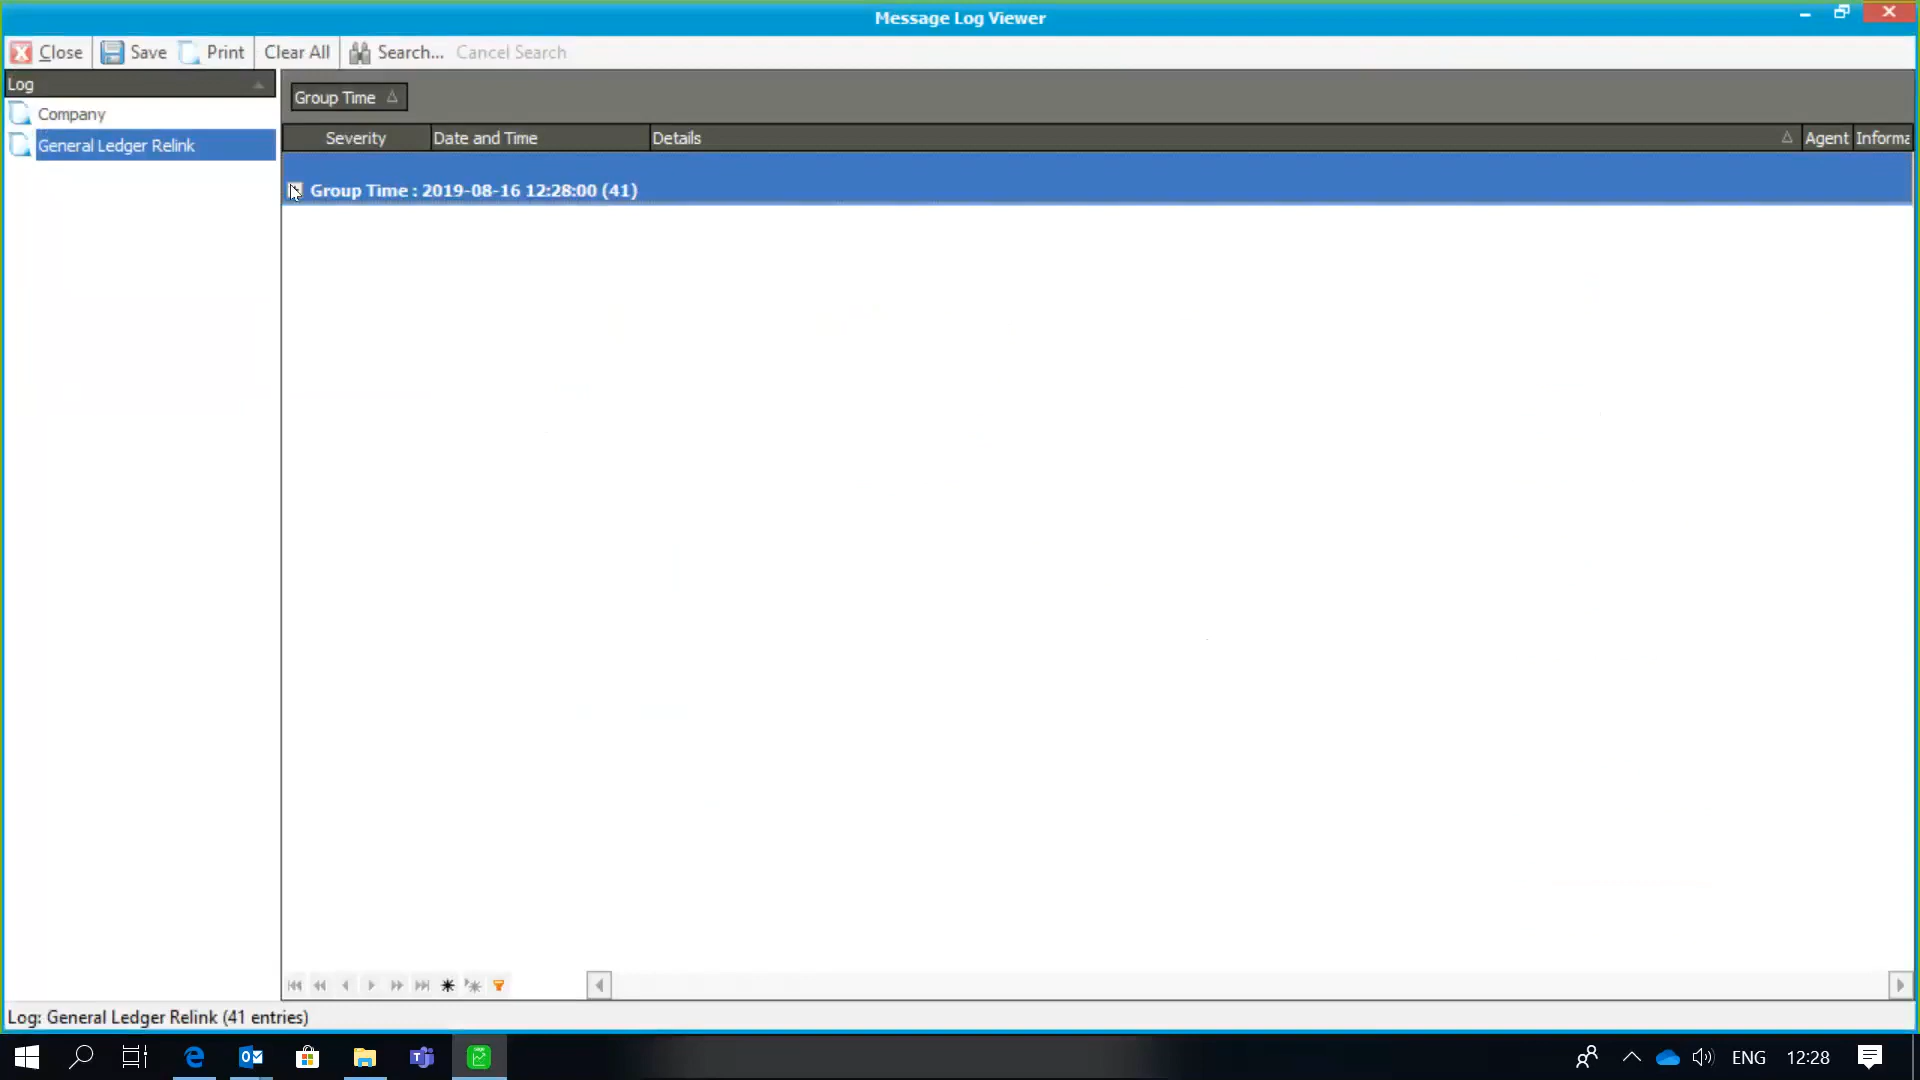 Message Log Viewer
Close Save Print Clear All Search... Cancel Search
Log
Company
General Ledger Relink
Group Time
Severity Date and Time Details Agent Informa
Group Time : 2019-08-16 12:28:00 (41)
Log: General Ledger Relink (41 entries)
ENG 12:28